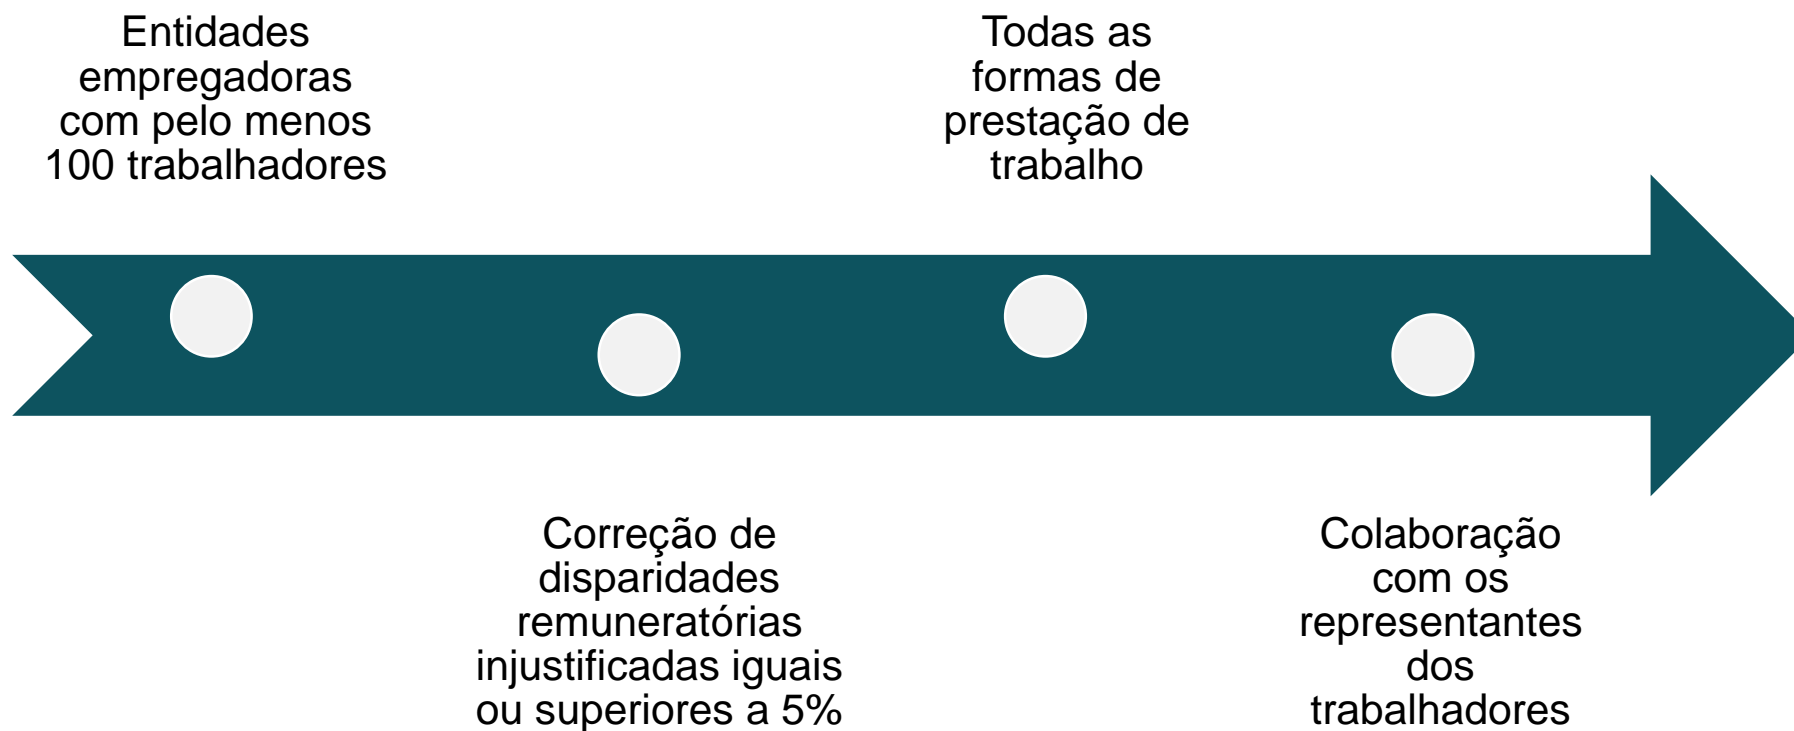 Entidades
empregadoras
com pelo menos
100 trabalhadores
Correção de
disparidades
remuneratórias
injustificadas iguais
ou superiores a 5%
Todas as
formas de
prestação de
trabalho
Colaboração
com os
representantes
dos
trabalhadores